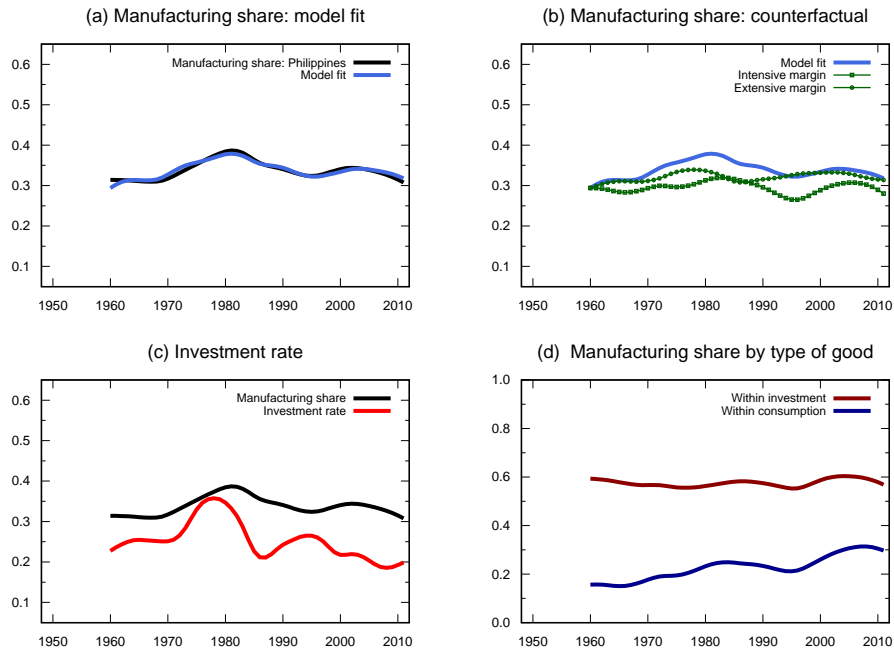 (a) Manufacturing share: model fit
0.6
0.5
0.4
0.3
0.2
0.1
1950 1960 1970 1980 1990 2000 2010
Manufacturing share: Philippines
Model fit
(b) Manufacturing share: counterfactual
0.6
0.5
0.4
0.3
0.2
0.1
1950 1960 1970 1980 1990 2000 2010
Model fit
Intensive margin
Extensive margin
(c) Investment rate
0.6
0.5
0.4
0.3
0.2
0.1
1950 1960 1970 1980 1990 2000 2010
Manufacturing share
Investment rate
(d) Manufacturing share by type of good
1.0
0.8
0.6
0.4
0.2
0.0
1950 1960 1970 1980 1990 2000 2010
Within investment
Within consumption